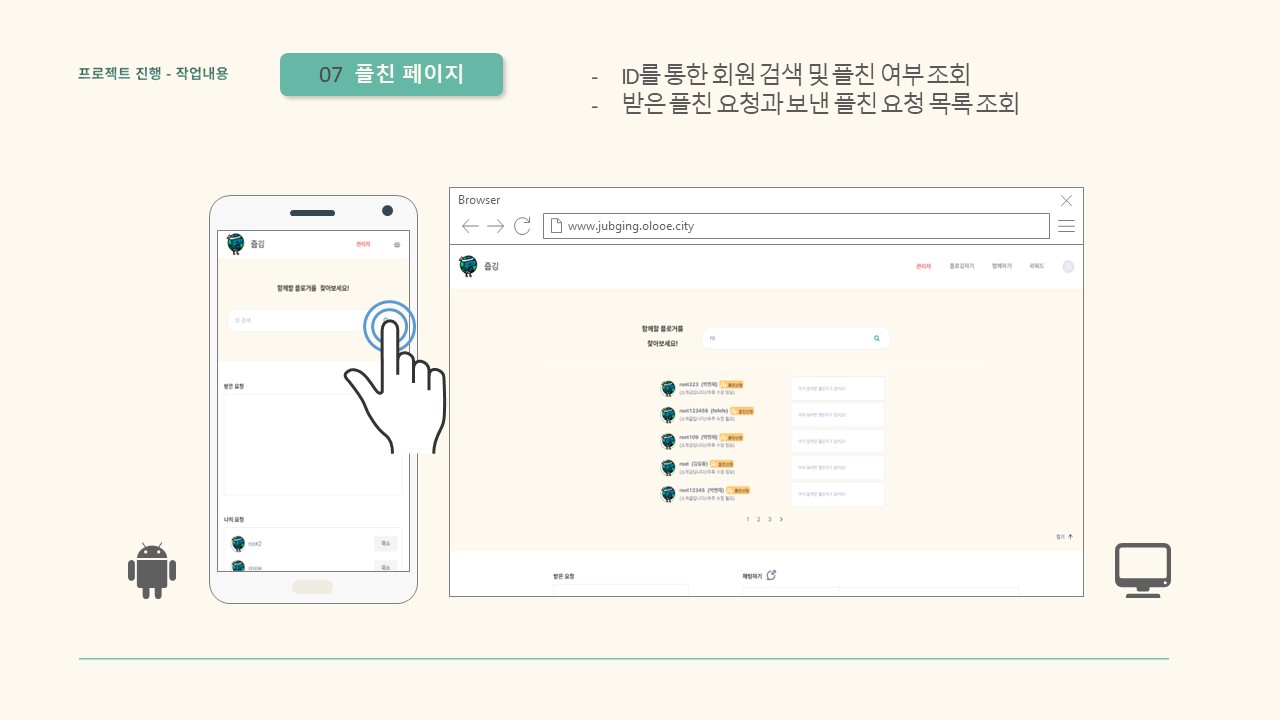 프로젝트 진행 - 작업내용
07 플친 페이지
- ID를 통한 회원 검색 및 플친 여부 조회
- 받은 플친 요청과 보낸 플친 요청 목록 조회
줍깅
관리자
함께할 플로거를 찾아보세요!
ID 검색
받은 요청
나의 요청
root2
취소
olooe
취소
Browser
www.jubging.olooe.city
줍깅
관리자 플로깅하기 함께하기 리워드
함께할 플로거를
찾아보세요!
root223 (박연재) 플친신청
root123456 (fefefe) 플친신청
root109 (박연재) 플친신청
root (김길동) 플친신청
root12345 (박연재) 플친신청
1 2 3
접기
받은 요청
채팅하기